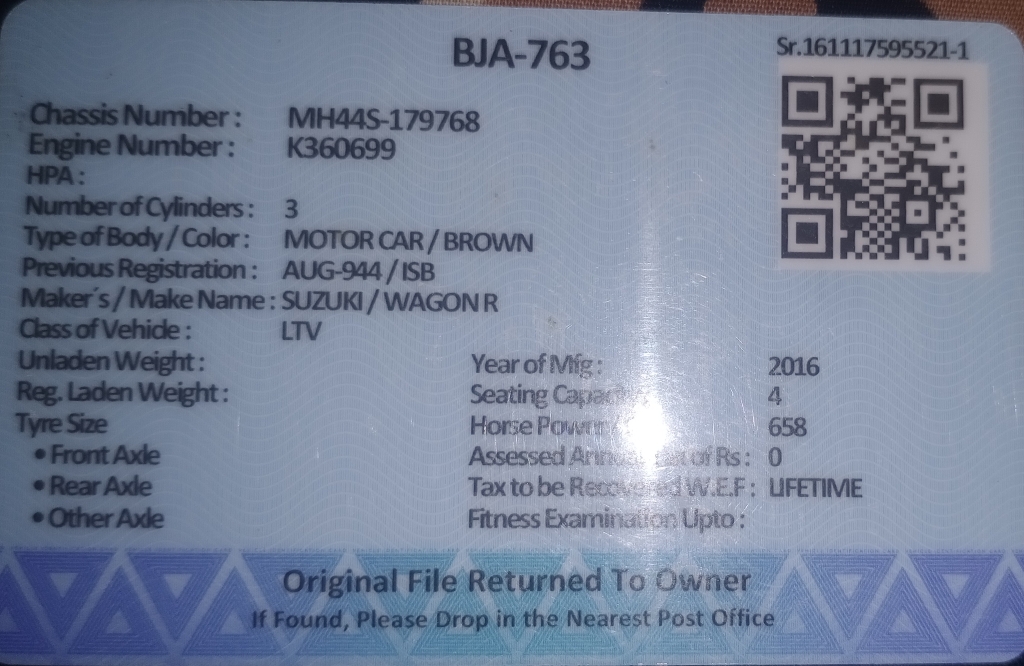 BJA-763
Sr.161117595521-1
Chassis Number : MH44S-179768
Engine Number : K360699
HPA :
Number of Cylinders : 3
Type of Body / Color : MOTOR CAR / BROWN
Previous Registration : AUG-944 / ISB
Maker´s / Make Name : SUZUKI / WAGON R
Class of Vehicle : LTV
Unladen Weight :
Reg. Laden Weight :
Tyre Size
• Front Axle
• Rear Axle
• Other Axle
Year of Mfg : 2016
Seating Capacity 4
Horse Power 658
Assessed of Rs : 0
Tax to be Recovered W.E.F : LIFETIME
Fitness Examination Upto :
Original File Returned To Owner
If Found, Please Drop in the Nearest Post Office